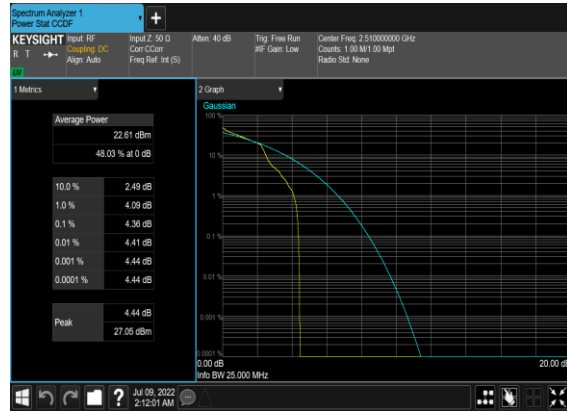 Spectrum Analyzer 1
Power Stat CCDF
+
KEYSIGHT
R T
Input: RF
Coupling: DC
Align: Auto
Input Z: 50 Ω
Corr CCorr
Freq Ref: Int (S)
Atten: 40 dB
Trig: Free Run
#IF Gain: Low
Center Freq: 2.510000000 GHz
Counts: 1.00 M/1.00 Mpt
Radio Std: None
1 Metrics
Average Power
22.61 dBm
48.03 % at 0 dB
10.0 % 2.49 dB
1.0 % 4.09 dB
0.1 % 4.36 dB
0.01 % 4.41 dB
0.001 % 4.44 dB
0.0001 % 4.44 dB
Peak
4.44 dB
27.05 dBm
2 Graph
Gaussian
100 %
10 %
1 %
0.1 %
0.01 %
0.001 %
0.0001 %
0.00 dB
20.00 dB
Info BW 25.000 MHz
?
Jul 09, 2022
2:12:01 AM